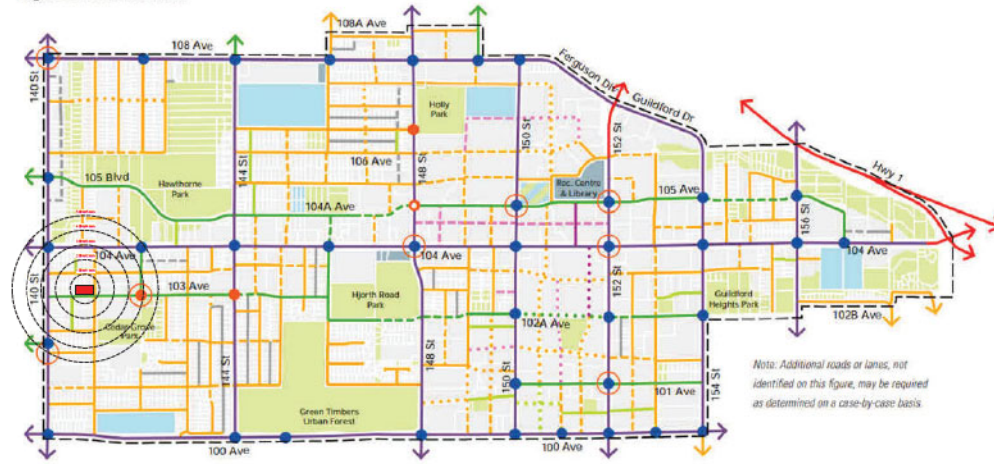 108A Ave
108 Ave
140 St
Ferguson Div
Guildford Dr
Holly
Park
152 St
150 St
144 St
148 St
106 Ave
Hwy 1
105 Blvd
Hawthorne
Park
Rec. Centre
& Library
105 Ave
104A Ave
156 St
104 Ave
104 Ave
104 Ave
140 St
103 Ave
Hjorth Road
Park
152 St
Guildford
Heights Park
Cedar Grove
Park
102A Ave
102B Ave
144 St
148 St
150 St
154 St
101 Ave
Green Timbers
Urban Forest
100 Ave
100 Ave
Note: Additional roads or lanes, not
identified on this figure, may be required
as determined on a case-by-case basis.